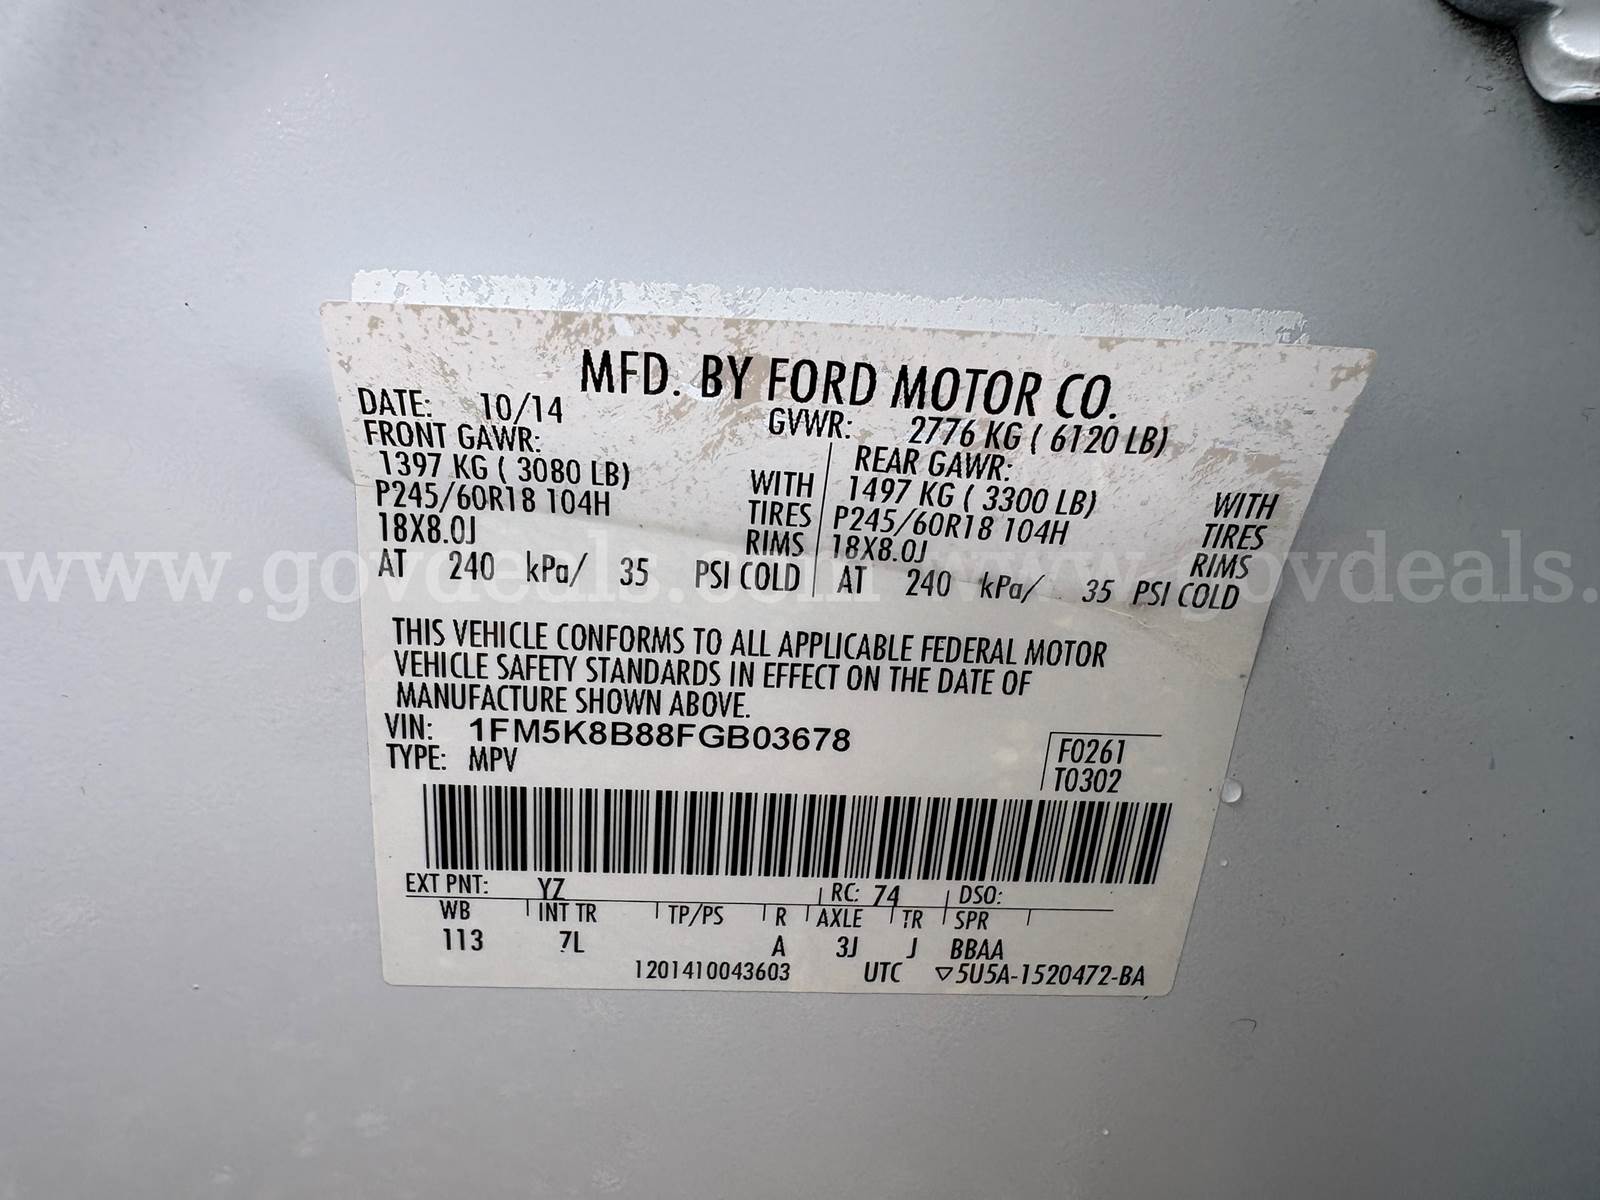 MFD. BY FORD MOTOR CO.
DATE: 10/14 GVWR: 2776 KG ( 6120 LB)
FRONT GAWR: REAR GAWR:
1397 KG ( 3080 LB) WITH 1497 KG ( 3300 LB) WITH
P245/60R18 104H TIRES P245/60R18 104H TIRES
18X8.0J RIMS 18X8.0J RIMS
AT 240 kPa/ 35 PSI COLD AT 240 kPa/ 35 PSI COLD
www.govdeals.com www.govdeals.
THIS VEHICLE CONFORMS TO ALL APPLICABLE FEDERAL MOTOR
VEHICLE SAFETY STANDARDS IN EFFECT ON THE DATE OF
MANUFACTURE SHOWN ABOVE.
VIN: 1FM5K8B88FGB03678
TYPE: MPV
F0261
T0302
EXT PNT: YZ RC: 74 DSO:
WB INT TR TP/PS R AXLE TR SPR
113 7L A 3J J BBAA
1201410043603 UTC ▽5U5A-1520472-BA